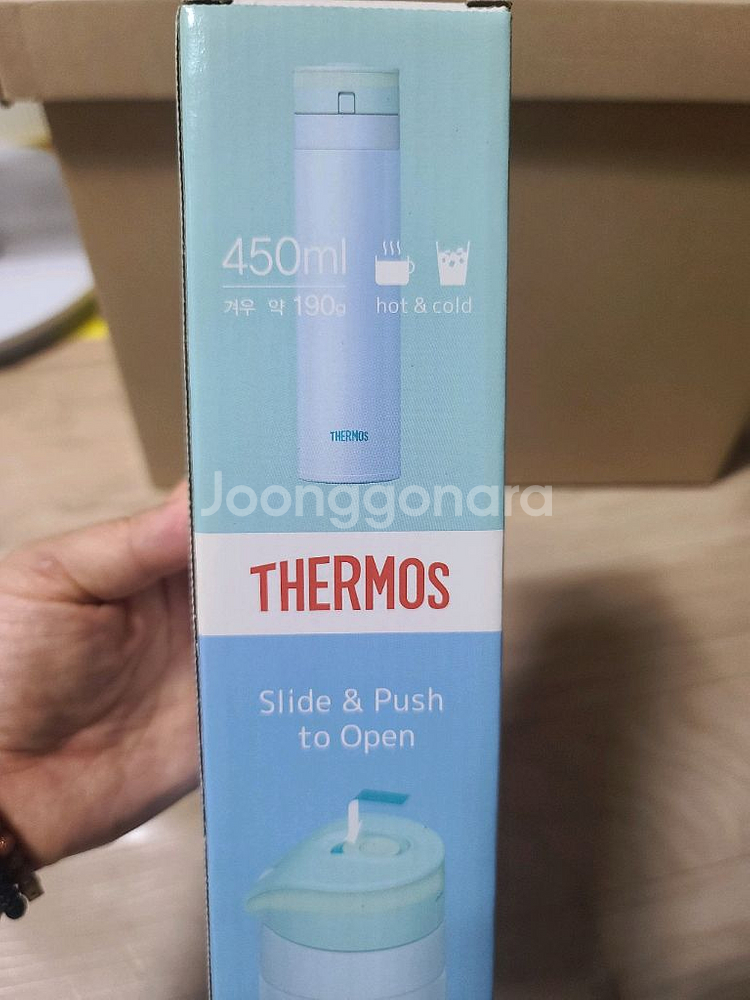 450ml
겨우 약 190g
hot & cold
THERMOS
Joonggonara
THERMOS
Slide & Push
to Open